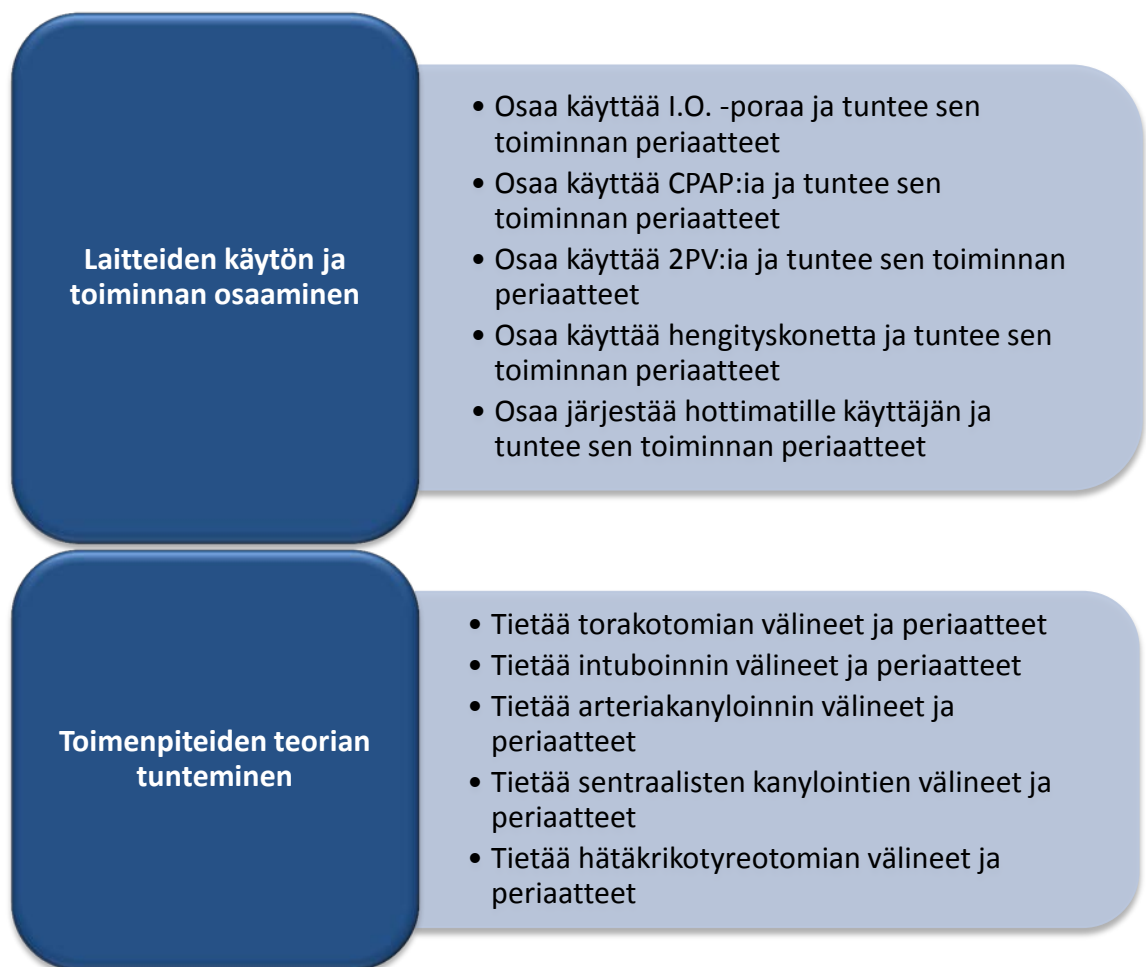 Laitteiden käytön ja
toiminnan osaaminen
• Osaa käyttää I.O. -poraa ja tuntee sen
toiminnan periaatteet
• Osaa käyttää CPAP:ia ja tuntee sen
toiminnan periaatteet
• Osaa käyttää 2PV:ia ja tuntee sen toiminnan
periaatteet
• Osaa käyttää hengityskonetta ja tuntee sen
toiminnan periaatteet
• Osaa järjestää hottimatille käyttäjän ja
tuntee sen toiminnan periaatteet
Toimenpiteiden teorian
tunteminen
• Tietää torakotomian välineet ja periaatteet
• Tietää intuboinnin välineet ja periaatteet
• Tietää arteriakanyloinnin välineet ja
periaatteet
• Tietää sentraalisten kanylointien välineet ja
periaatteet
• Tietää hätäkrikotyreotomian välineet ja
periaatteet